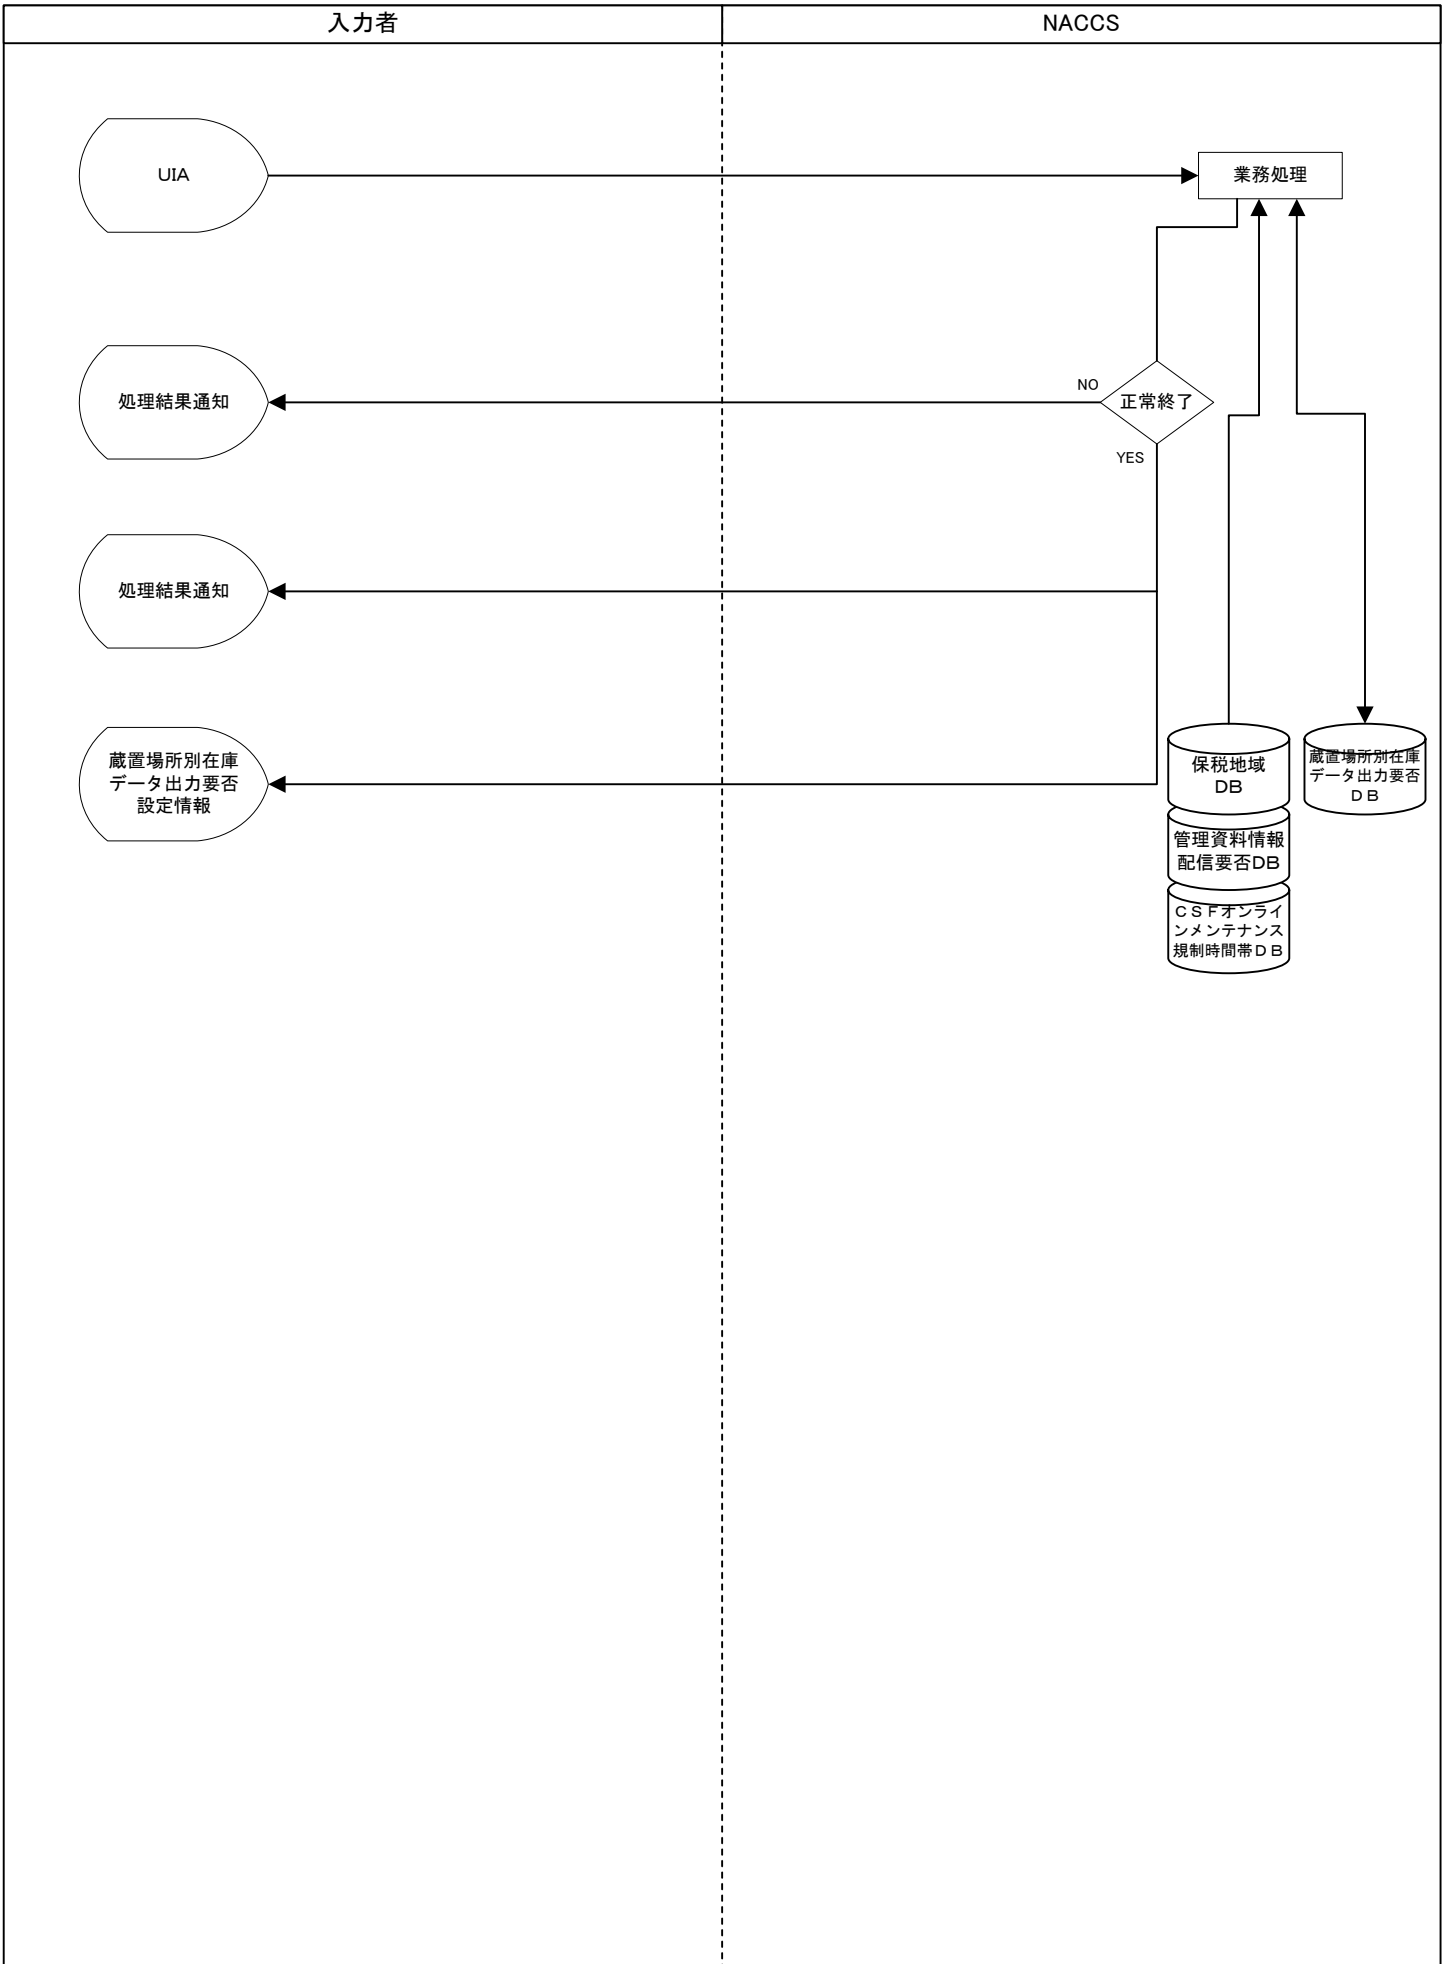 入力者
NACCS
UIA
業務処理
処理結果通知
NO
正常終了
YES
処理結果通知
蔵置場所別在庫
データ出力要否
設定情報
保税地域
DB
蔵置場所別在庫
データ出力要否
ＤＢ
管理資料情報
配信要否DB
ＣＳＦオンライ
ンメンテナンス
規制時間帯ＤＢ